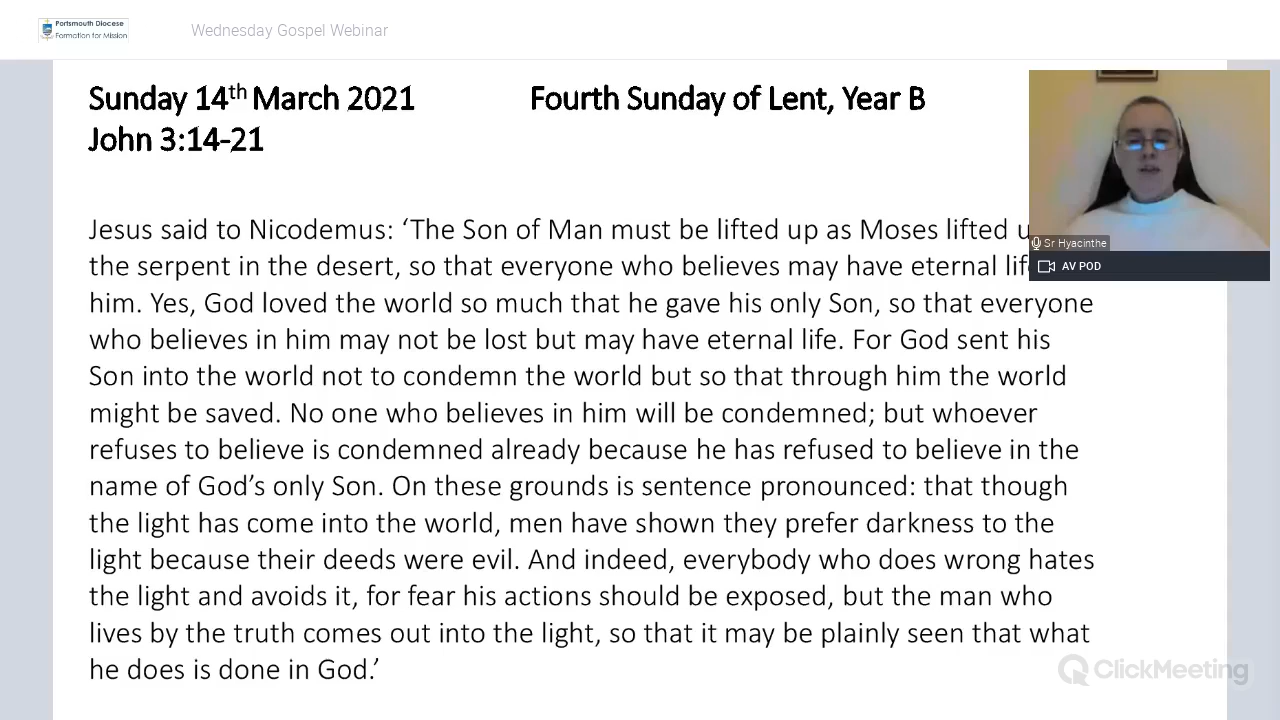 Portsmouth Diocese
Formation for Mission
Wednesday Gospel Webinar
Sunday 14th March 2021 Fourth Sunday of Lent, Year B
John 3:14-21
Jesus said to Nicodemus: ‘The Son of Man must be lifted up as Moses lifted
the serpent in the desert, so that everyone who believes may have eternal
him. Yes, God loved the world so much that he gave his only Son, so that everyone
who believes in him may not be lost but may have eternal life. For God sent his
Son into the world not to condemn the world but so that through him the world
might be saved. No one who believes in him will be condemned; but whoever
refuses to believe is condemned already because he has refused to believe in the
name of God’s only Son. On these grounds is sentence pronounced: that though
the light has come into the world, men have shown they prefer darkness to the
light because their deeds were evil. And indeed, everybody who does wrong hates
the light and avoids it, for fear his actions should be exposed, but the man who
lives by the truth comes out into the light, so that it may be plainly seen that what
he does is done in God.’
Sr Hyacinthe
AV POD
ClickMeeting